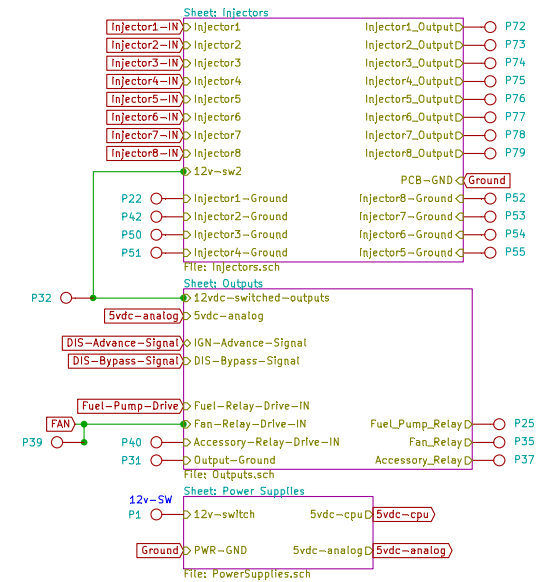 Sheet: Injectors
Injector1-IN Injector1 Injector1_Output P72
Injector2-IN Injector2 Injector2_Output P73
Injector3-IN Injector3 Injector3_Output P74
Injector4-IN Injector4 Injector4_Output P75
Injector5-IN Injector5 Injector5_Output P76
Injector6-IN Injector6 Injector6_Output P77
Injector7-IN Injector7 Injector7_Output P78
Injector8-IN Injector8 Injector8_Output P79
12v-sw2
PCB-GND Ground
P22 Injector1-Ground Injector8-Ground P52
P42 Injector2-Ground Injector7-Ground P53
P50 Injector3-Ground Injector6-Ground P54
P51 Injector4-Ground Injector5-Ground P55
File: Injectors.sch
Sheet: Outputs
P32 12vdc-switched-outputs
5vdc-analog 5vdc-analog
DIS-Advance-Signal IGN-Advance-Signal
DIS-Bypass-Signal DIS-Bypass-Signal
Fuel-Pump-Drive Fuel-Relay-Drive-IN
FAN Fan-Relay-Drive-IN Fuel_Pump_Relay P25
P39 P40 Accessory-Relay-Drive-IN Fan_Relay P35
P31 Output-Ground Accessory_Relay P37
File: Outputs.sch
Sheet: Power Supplies
12v-SW
P1 12v-switch 5vdc-cpu 5vdc-cpu
Ground PWR-GND 5vdc-analog 5vdc-analog
File: PowerSupplies.sch